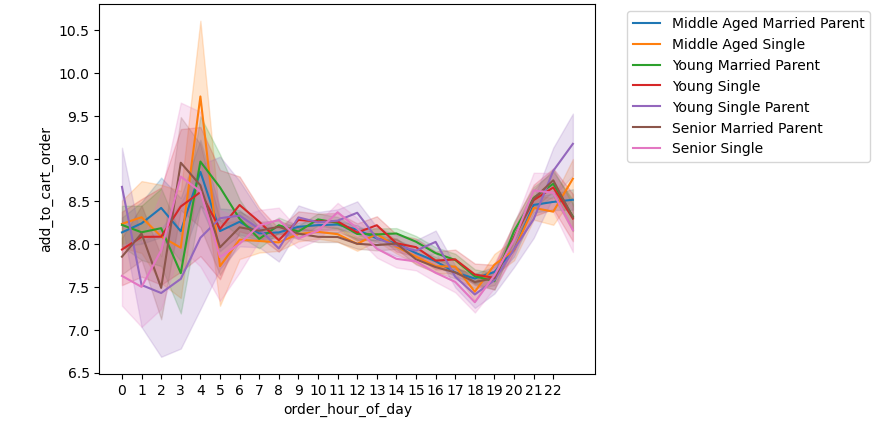 10.5
10.0
9.5
9.0
8.5
8.0
7.5
7.0
6.5
add_to_cart_order
0 1 2 3 4 5 6 7 8 9 10 11 12 13 14 15 16 17 18 19 20 21 22
order_hour_of_day
Middle Aged Married Parent
Middle Aged Single
Young Married Parent
Young Single
Young Single Parent
Senior Married Parent
Senior Single